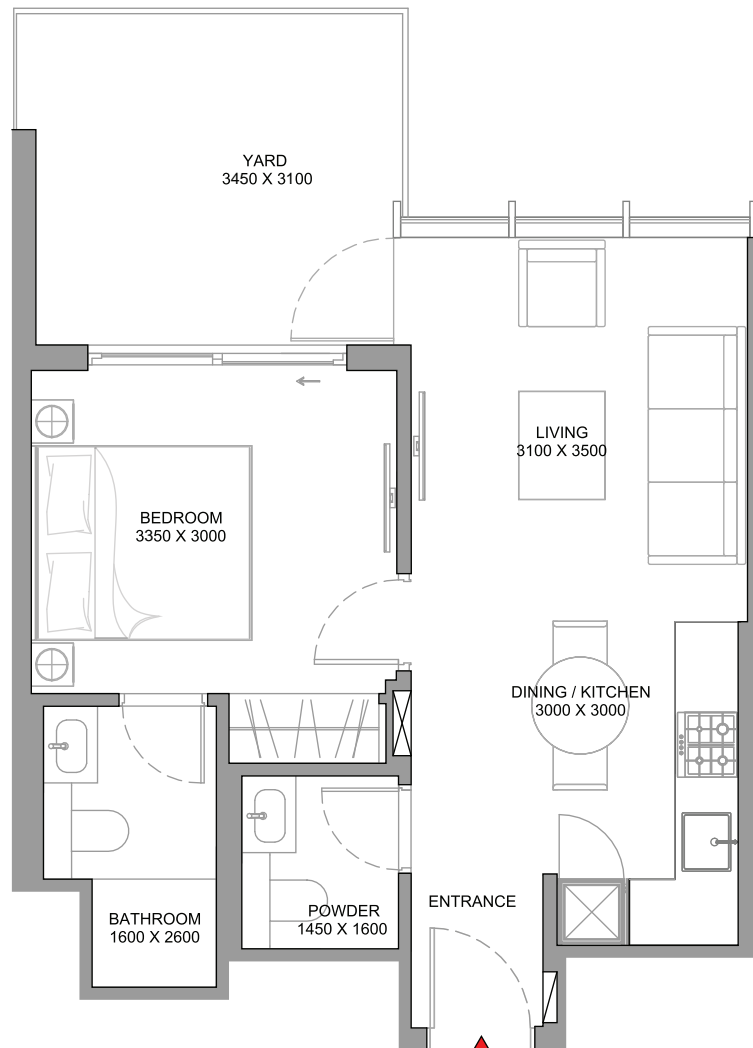 YARD
3450 X 3100
LIVING
3100 X 3500
BEDROOM
3350 X 3000
DINING / KITCHEN
3000 X 3000
ENTRANCE
POWDER
1450 X 1600
BATHROOM
1600 X 2600